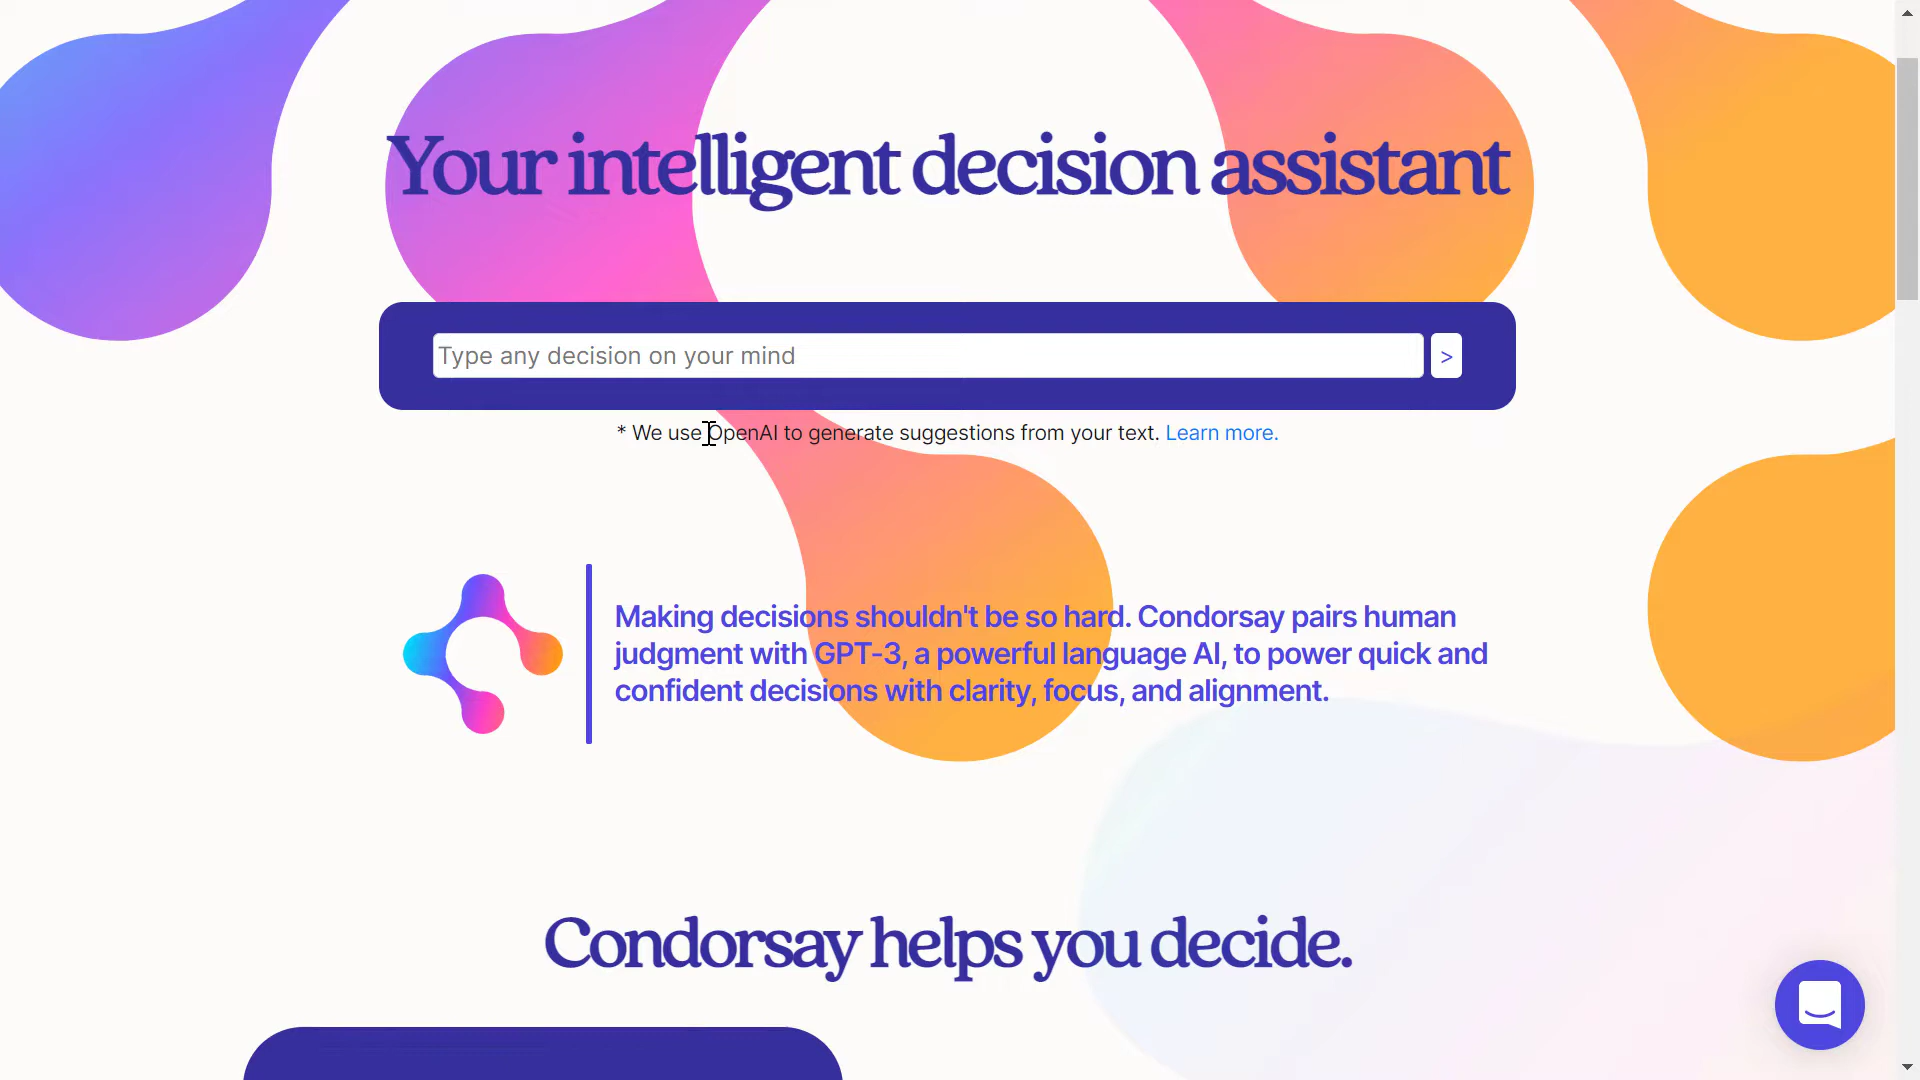 Your intelligent decision assistant
Type any decision on your mind
>
* We use OpenAI to generate suggestions from your text. Learn more.
Making decisions shouldn't be so hard. Condorsay pairs human
judgment with GPT-3, a powerful language AI, to power quick and
confident decisions with clarity, focus, and alignment.
Condorsay helps you decide.